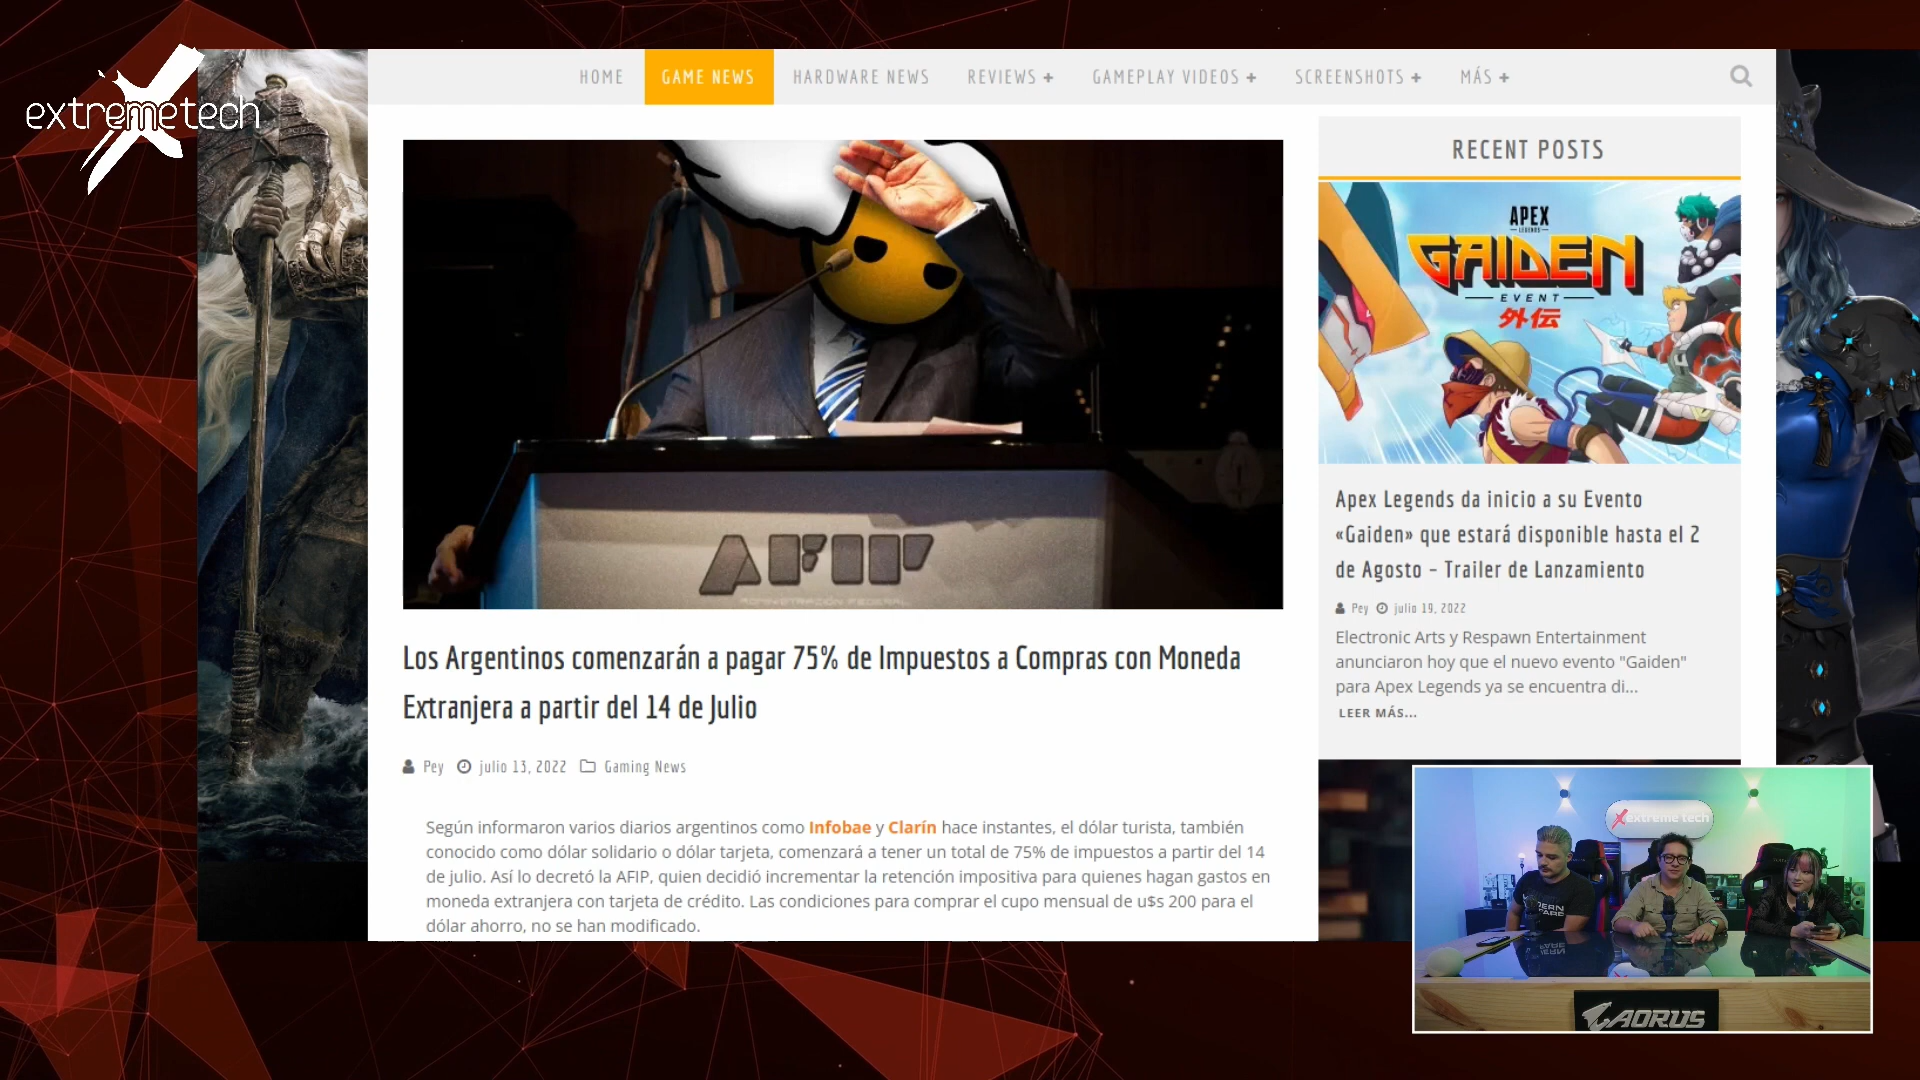 extremetech
HOME
GAME NEWS
HARDWARE NEWS
REVIEWS +
GAMEPLAY VIDEOS +
SCREENSHOTS +
MÁS +
AFIP
Los Argentinos comenzarán a pagar 75% de Impuestos a Compras con Moneda
Extranjera a partir del 14 de Julio
Pey
julio 13, 2022
Gaming News
Según informaron varios diarios argentinos como Infobae y Clarín hace instantes, el dólar turista, también
conocido como dólar solidario o dólar tarjeta, comenzará a tener un total de 75% de impuestos a partir del 14
de julio. Así lo decretó la AFIP, quien decidió incrementar la retención impositiva para quienes hagan gastos en
moneda extranjera con tarjeta de crédito. Las condiciones para comprar el cupo mensual de u$s 200 para el
dólar ahorro, no se han modificado.
RECENT POSTS
APEX
LEGENDS
GAIDEN
EVENT
外伝
Apex Legends da inicio a su Evento
«Gaiden» que estará disponible hasta el 2
de Agosto – Trailer de Lanzamiento
Pey
julio 19, 2022
Electronic Arts y Respawn Entertainment
anunciaron hoy que el nuevo evento "Gaiden"
para Apex Legends ya se encuentra di...
LEER MÁS...
extreme tech
AORUS